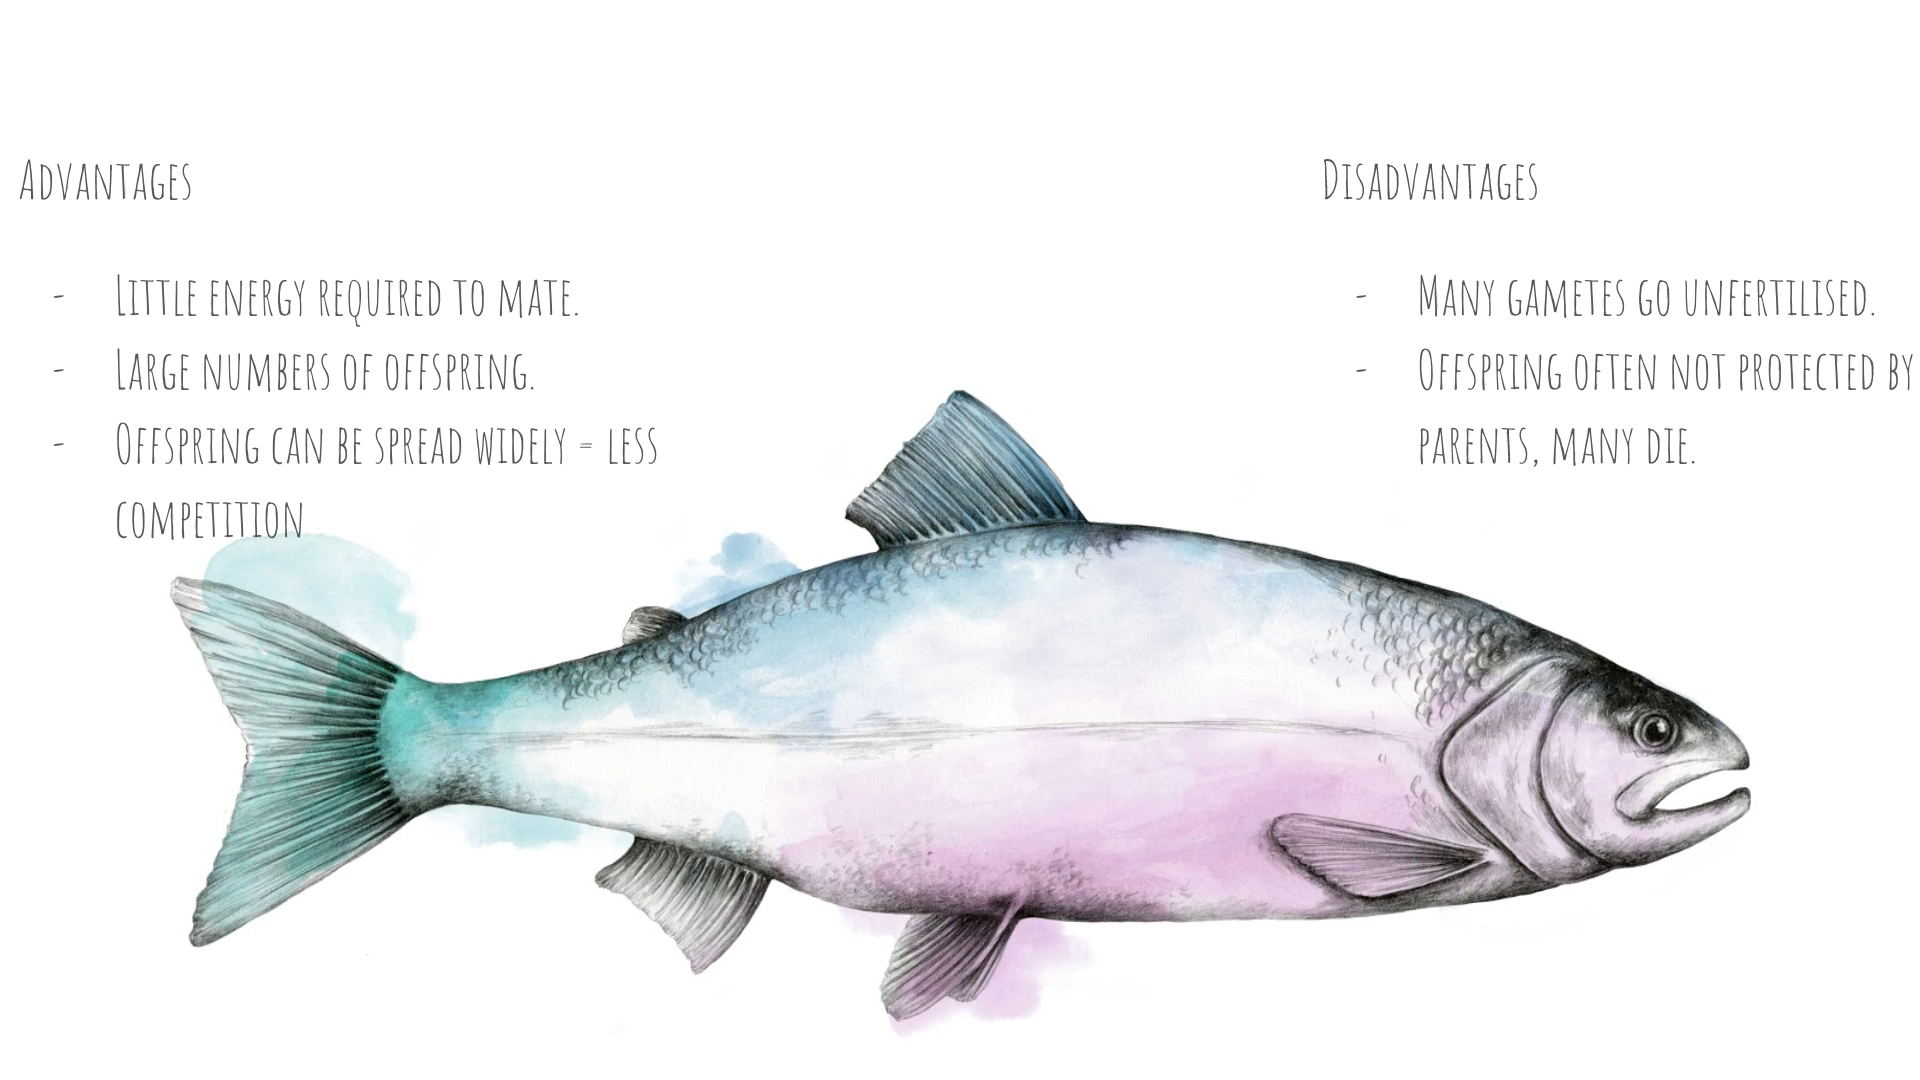 Advantages
- Little energy required to mate.
- Large numbers of offspring.
- Offspring can be spread widely = less
competition
Disadvantages
- Many gametes go unfertilised.
- Offspring often not protected by
parents, many die.